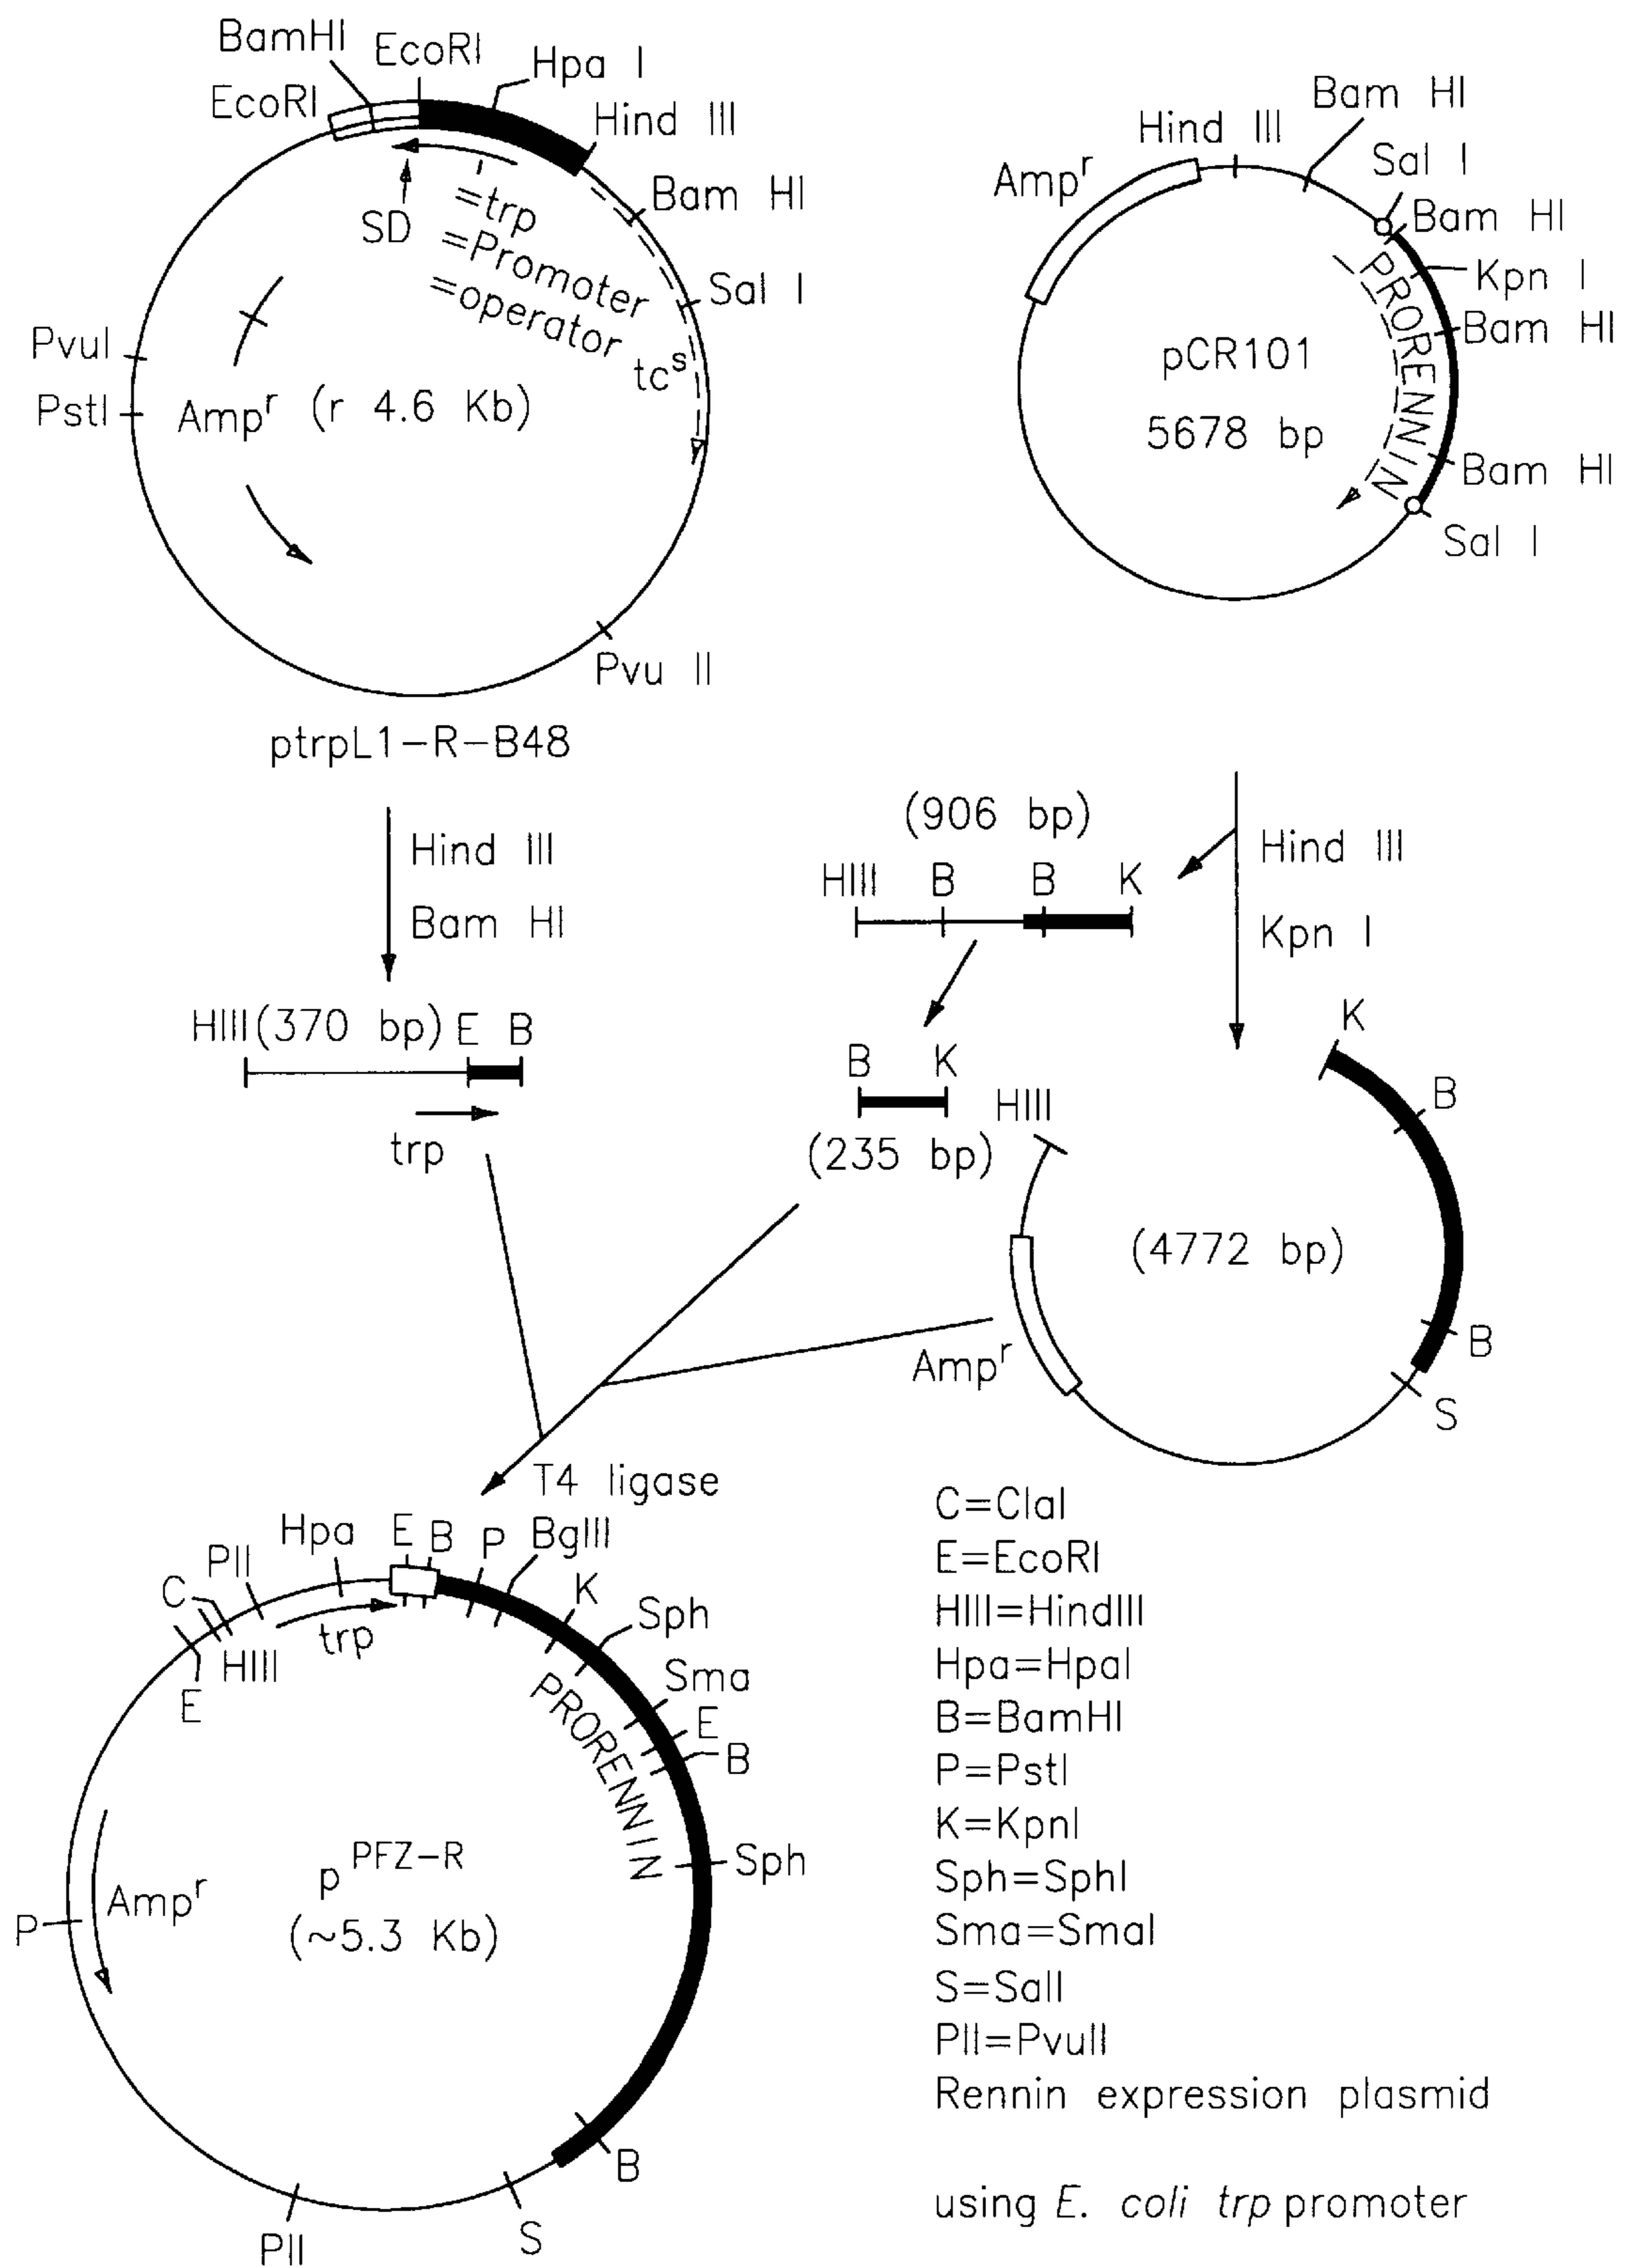 BamHI
EcoRI
Hpa I
EcoRI
Hind III
Bam HI
Sal I
SD
=trp
=Promoter
=operator
tcˢ
PvuI
PstI
Ampʳ (r 4.6 Kb)
Pvu II
ptrpL1-R-B48
Bam HI
Hind III
Sal I
Ampʳ
Bam HI
Kpn I
Bam HI
PRORENNIN
pCR101
5678 bp
Bam HI
Sal I
Hind III
Bam HI
HIII (370 bp) E B
trp
(906 bp)
HIII B B K
Hind III
Kpn I
B K
(235 bp)
HIII
K
B
(4772 bp)
B
Ampʳ
S
T4 ligase
Hpa E B P BglII
PII
C
K
Sph
trp
HIII
E
Sma
E
B
PRORENNIN
Sph
p PFZ-R
(~5.3 Kb)
Ampʳ
P
B
S
PII
C=ClaI
E=EcoRI
HIII=HindIII
Hpa=HpaI
B=BamHI
P=PstI
K=KpnI
Sph=SphI
Sma=SmaI
S=SalI
PII=PvuII
Rennin expression plasmid
using E. coli trp promoter